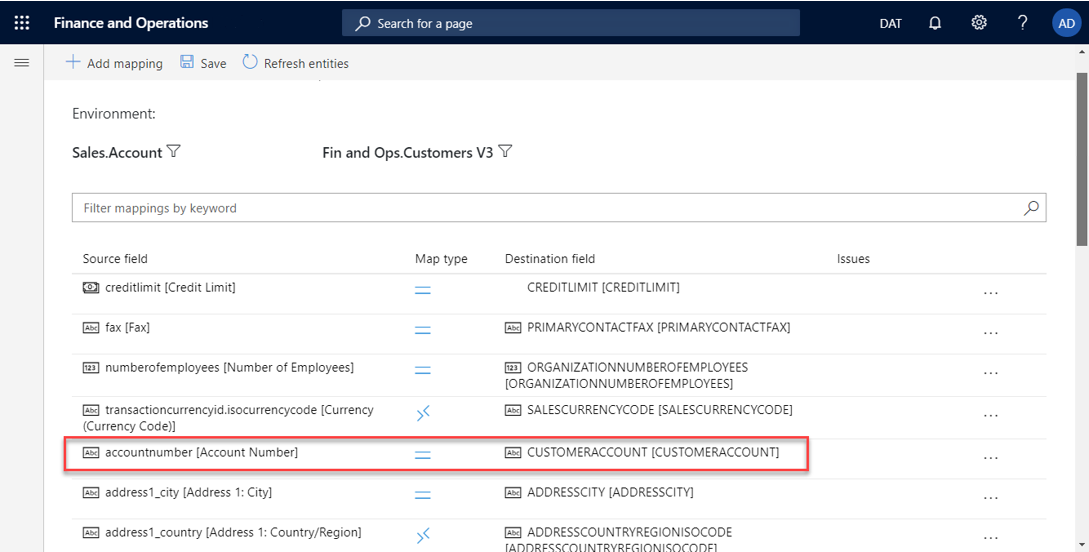 Finance and Operations
Search for a page
DAT
?
AD
Add mapping
Save
Refresh entities
Environment:
Sales.Account
Fin and Ops.Customers V3
Filter mappings by keyword
Source field
Map type
Destination field
Issues
creditlimit [Credit Limit]
CREDITLIMIT [CREDITLIMIT]
...
Abc fax [Fax]
Abc PRIMARYCONTACTFAX [PRIMARYCONTACTFAX]
...
123 numberofemployees [Number of Employees]
123 ORGANIZATIONNUMBEROFEMPLOYEES
[ORGANIZATIONNUMBEROFEMPLOYEES]
...
Abc transactioncurrencyid.isocurrencycode [Currency
(Currency Code)]
Abc SALESCURRENCYCODE [SALESCURRENCYCODE]
...
Abc accountnumber [Account Number]
Abc CUSTOMERACCOUNT [CUSTOMERACCOUNT]
...
Abc address1_city [Address 1: City]
Abc ADDRESSCITY [ADDRESSCITY]
...
Abc address1_country [Address 1: Country/Region]
Abc ADDRESSCOUNTRYREGIONISOCODE
[ADDRESSCOUNTRYREGIONISOCODE]
...